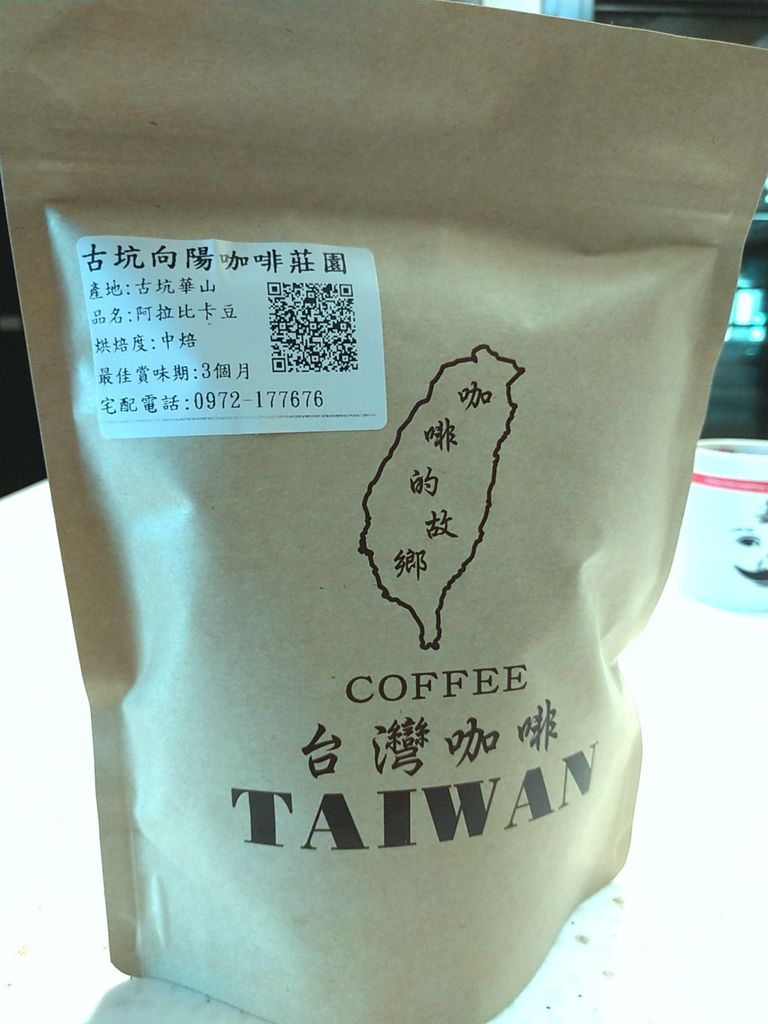 古坑向陽咖啡莊園
產地:古坑華山
品名:阿拉比卡豆
烘焙度:中焙
最佳賞味期:3個月
宅配電話:0972-177676
咖啡的故鄉
COFFEE
台灣咖啡
TAIWAN